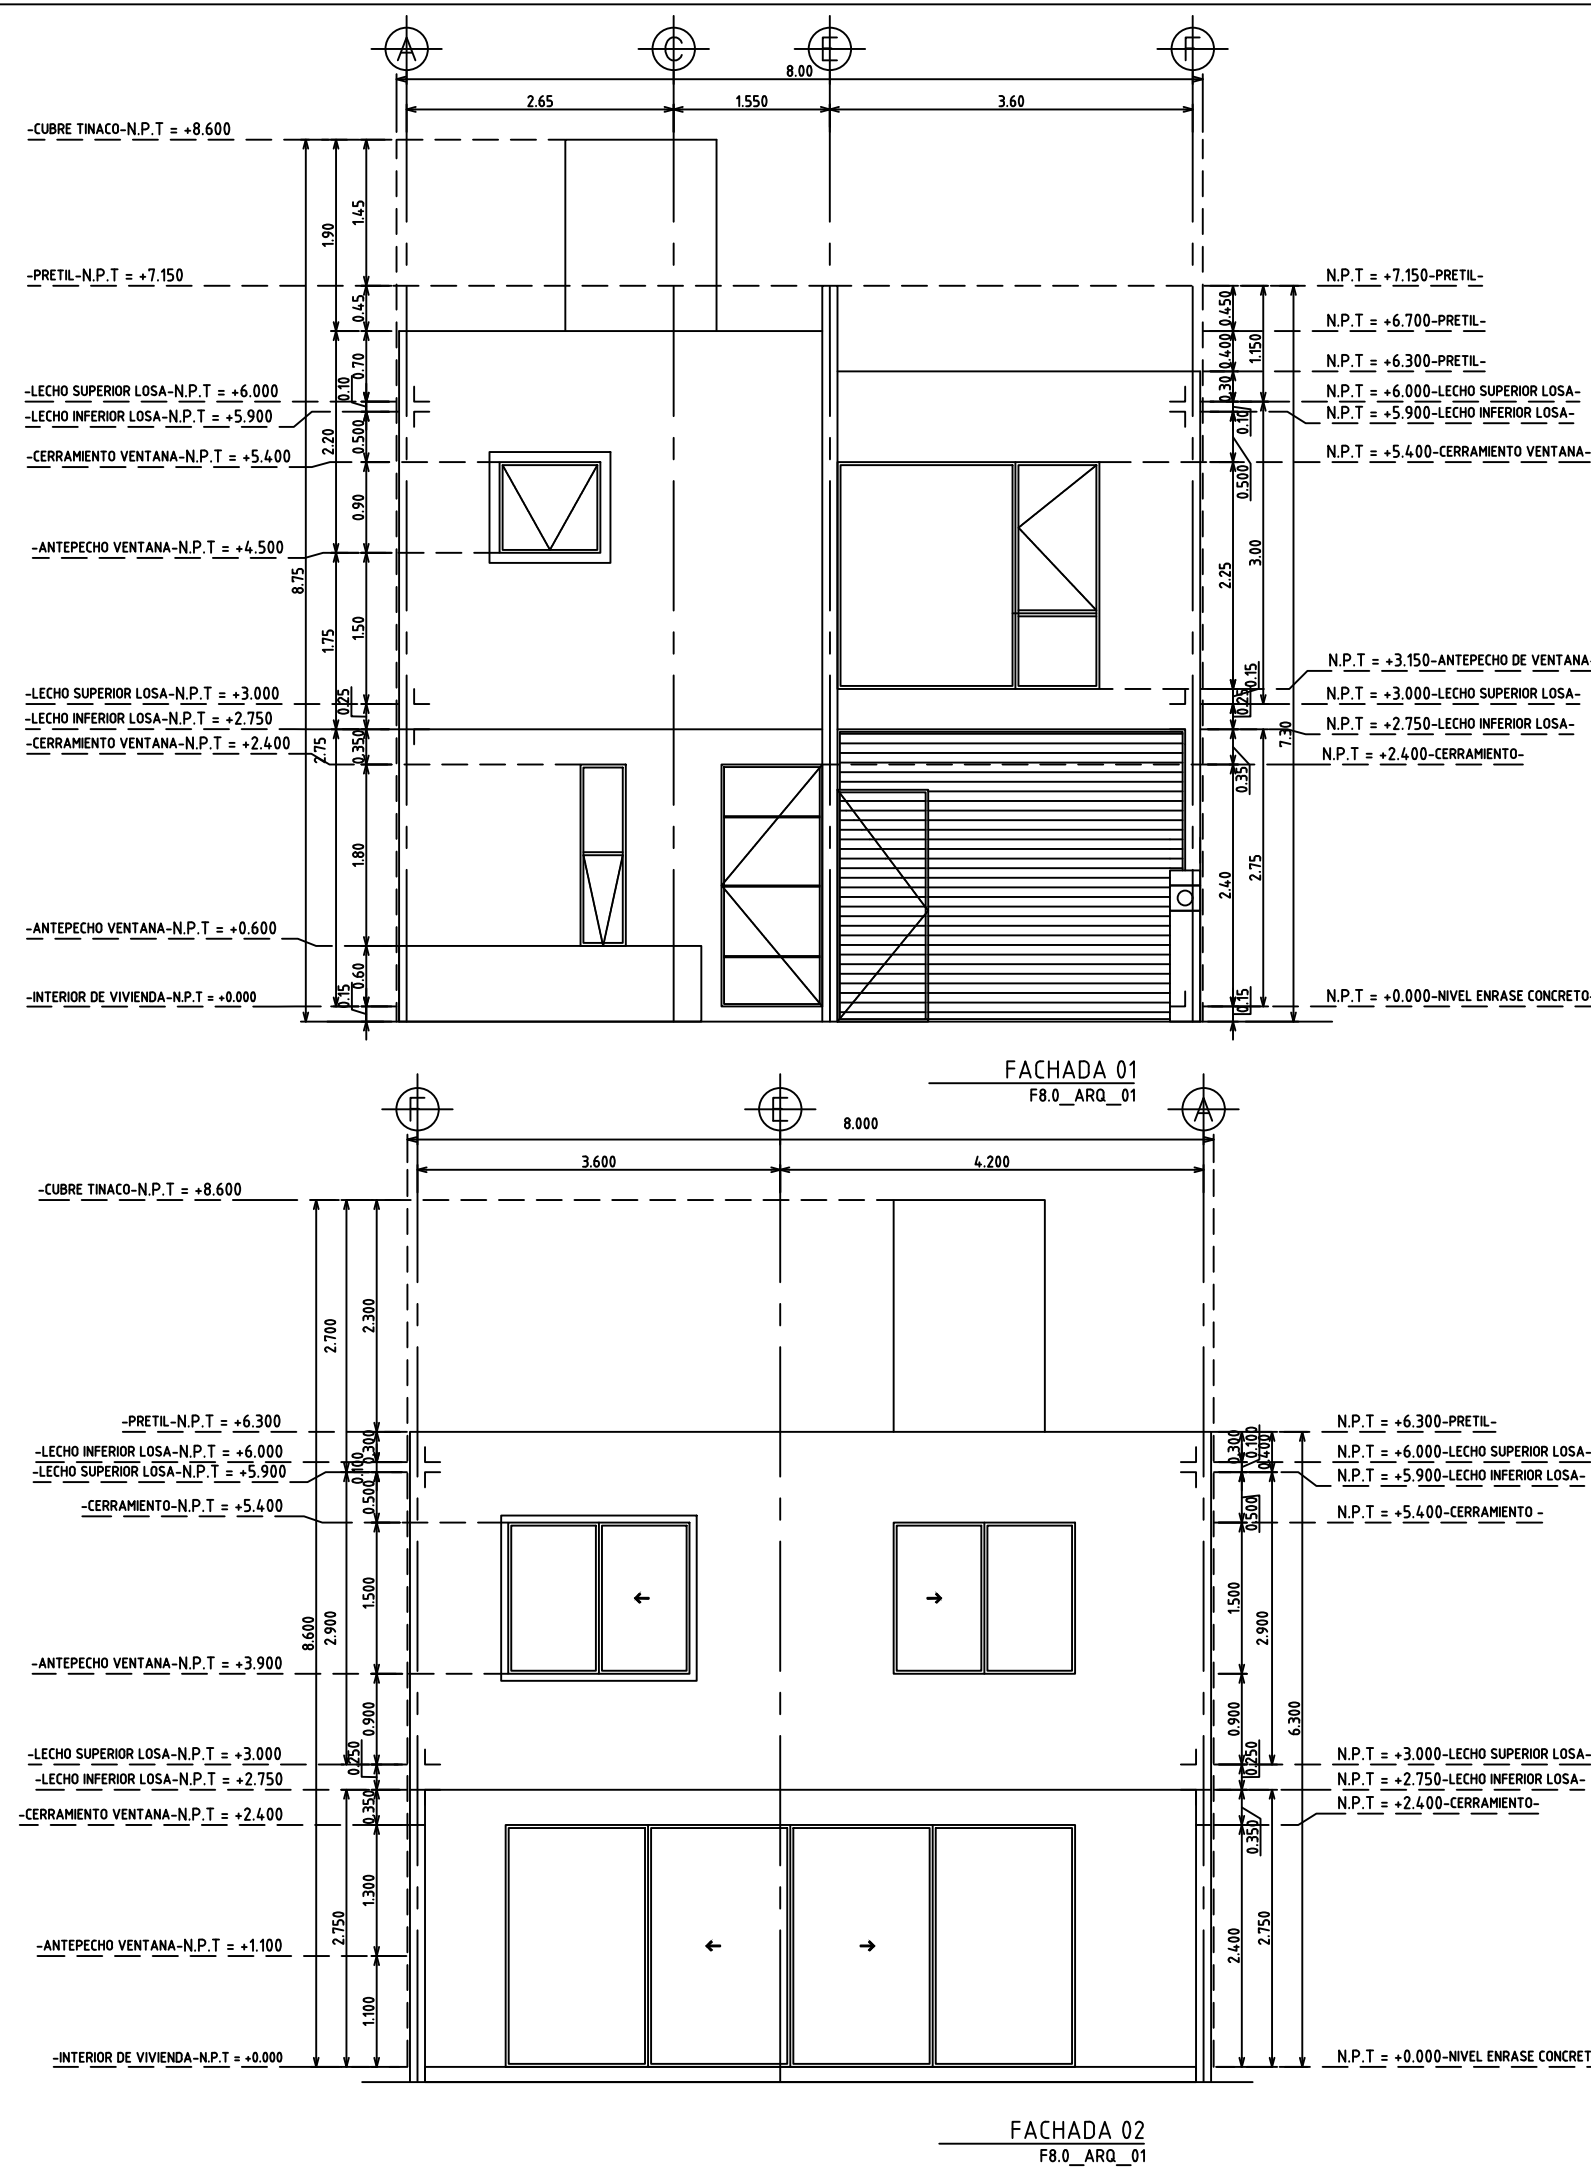 A C E F
8.00
2.65 1.550 3.60
-CUBRE TINACO-N.P.T = +8.600
1.45
1.90
-PRETIL-N.P.T = +7.150
N.P.T = +7.150-PRETIL-
0.45
0.450
N.P.T = +6.700-PRETIL-
0.70
0.400
1.150
N.P.T = +6.300-PRETIL-
0.10
0.30
-LECHO SUPERIOR LOSA-N.P.T = +6.000
N.P.T = +6.000-LECHO SUPERIOR LOSA-
-LECHO INFERIOR LOSA-N.P.T = +5.900
N.P.T = +5.900-LECHO INFERIOR LOSA-
2.20
0.500
0.10
-CERRAMIENTO VENTANA-N.P.T = +5.400
N.P.T = +5.400-CERRAMIENTO VENTANA-
0.90
0.500
-ANTEPECHO VENTANA-N.P.T = +4.500
8.75
2.25
3.00
1.75
1.50
N.P.T = +3.150-ANTEPECHO DE VENTANA-
0.15
-LECHO SUPERIOR LOSA-N.P.T = +3.000
0.25
0.25
N.P.T = +3.000-LECHO SUPERIOR LOSA-
-LECHO INFERIOR LOSA-N.P.T = +2.750
N.P.T = +2.750-LECHO INFERIOR LOSA-
-CERRAMIENTO VENTANA-N.P.T = +2.400
2.75
0.350
7.30
N.P.T = +2.400-CERRAMIENTO-
0.35
1.80
2.40
2.75
-ANTEPECHO VENTANA-N.P.T = +0.600
0.60
-INTERIOR DE VIVIENDA-N.P.T = +0.000
0.15
0.15
N.P.T = +0.000-NIVEL ENRASE CONCRETO-
FACHADA 01
F8.0__ARQ__01
F E A
8.000
3.600 4.200
-CUBRE TINACO-N.P.T = +8.600
2.300
2.700
-PRETIL-N.P.T = +6.300
N.P.T = +6.300-PRETIL-
0.300
0.300
0.100
0.400
-LECHO INFERIOR LOSA-N.P.T = +6.000
N.P.T = +6.000-LECHO SUPERIOR LOSA-
0.100
-LECHO SUPERIOR LOSA-N.P.T = +5.900
N.P.T = +5.900-LECHO INFERIOR LOSA-
0.500
0.500
-CERRAMIENTO-N.P.T = +5.400
N.P.T = +5.400-CERRAMIENTO -
1.500
1.500
8.600
2.900
2.900
-ANTEPECHO VENTANA-N.P.T = +3.900
0.900
0.900
6.300
-LECHO SUPERIOR LOSA-N.P.T = +3.000
0.250
0.250
N.P.T = +3.000-LECHO SUPERIOR LOSA-
-LECHO INFERIOR LOSA-N.P.T = +2.750
N.P.T = +2.750-LECHO INFERIOR LOSA-
0.350
-CERRAMIENTO VENTANA-N.P.T = +2.400
N.P.T = +2.400-CERRAMIENTO-
0.350
1.300
2.750
2.400
2.750
-ANTEPECHO VENTANA-N.P.T = +1.100
1.100
-INTERIOR DE VIVIENDA-N.P.T = +0.000
N.P.T = +0.000-NIVEL ENRASE CONCRET
FACHADA 02
F8.0__ARQ__01